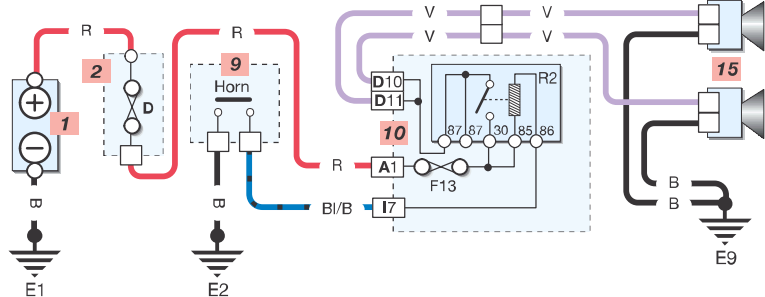 V V
R R V V
2 9 15
D10 R2
Horn
1 D D11
10 87 87 30 85 86
R A1
F13
B B Bl/B I7 B
B
E1 E2 E9